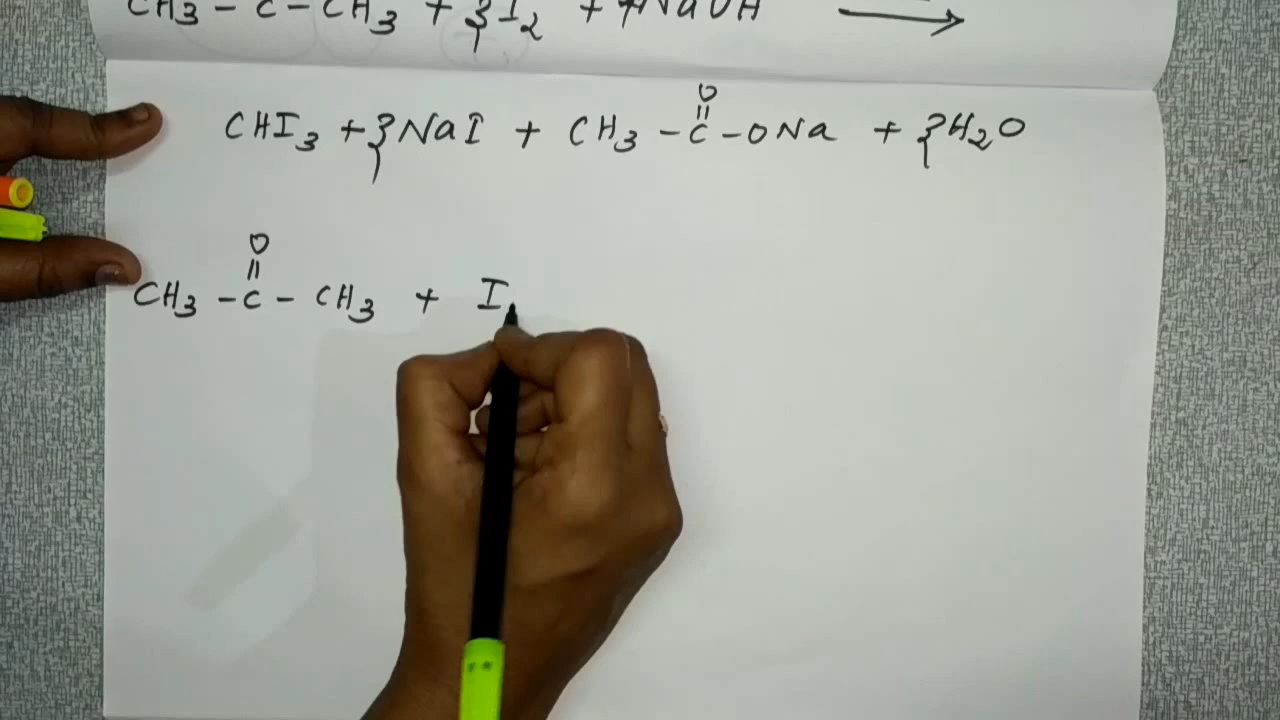 CH3 - C - CH3 + 3I2 + 4NaOH ⟶
CHI3 + 3NaI + CH3 - C - ONa + 3H2O
O
||
CH3 - C - CH3 + I
O
||